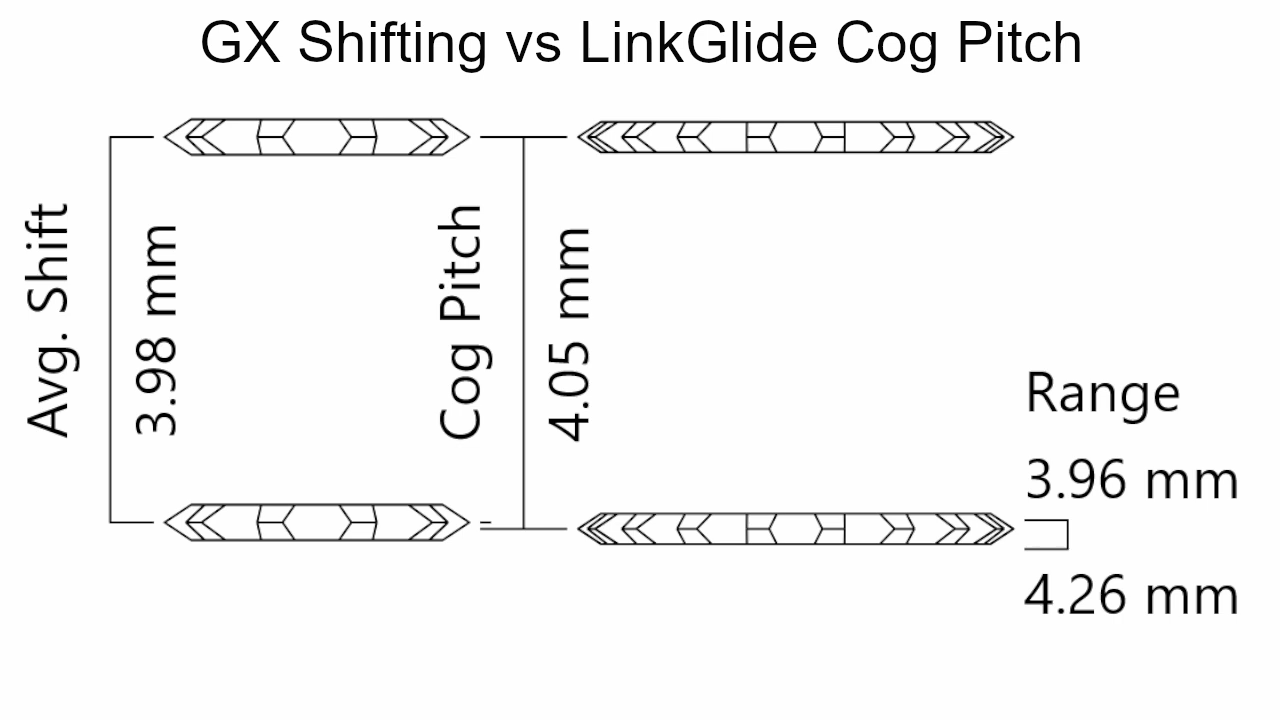 GX Shifting vs LinkGlide Cog Pitch
Avg. Shift
3.98 mm
Cog Pitch
4.05 mm
Range
3.96 mm
4.26 mm